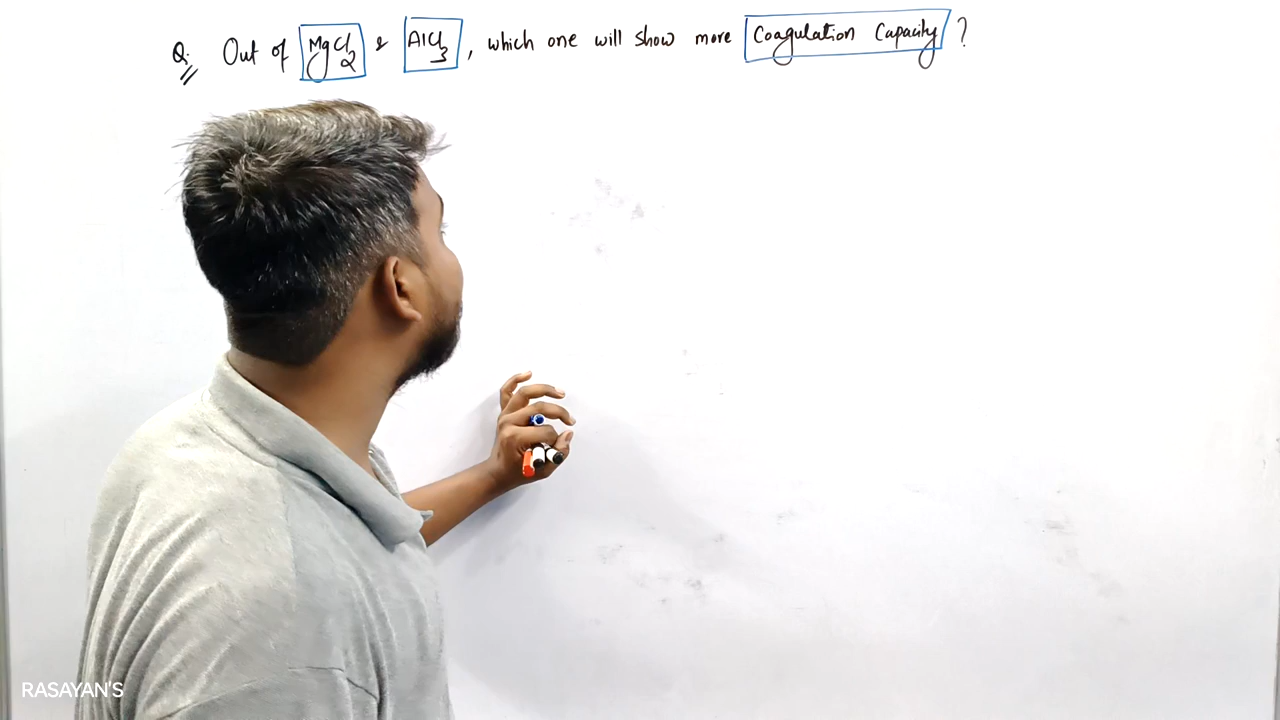 Q. Out of MgCl2 & AlCl3, which one will show more Coagulation Capacity?
RASAYAN'S